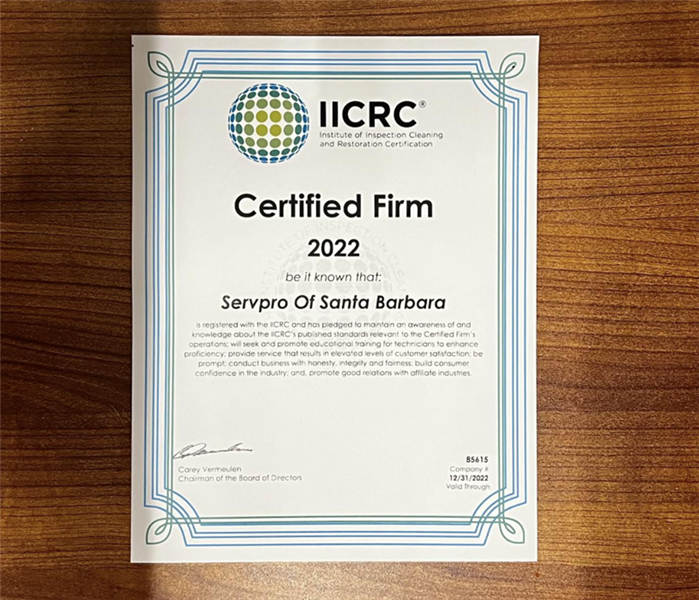 IICRC®
Institute of Inspection Cleaning
and Restoration Certification
Certified Firm
2022
be it known that:
Servpro Of Santa Barbara
is registered with the IICRC and has pledged to maintain an awareness of and
knowledge about the IICRC's published standards relevant to the Certified Firm's
operations; will seek and promote educational training for technicians to enhance
proficiency; provide service that results in elevated levels of customer satisfaction; be
prompt; conduct business with honesty, integrity and fairness; build consumer
confidence in the industry; and, promote good relations with affiliate industries.
Carey Vermeulen
Chairman of the Board of Directors
85615
Company #
12/31/2022
Valid Through